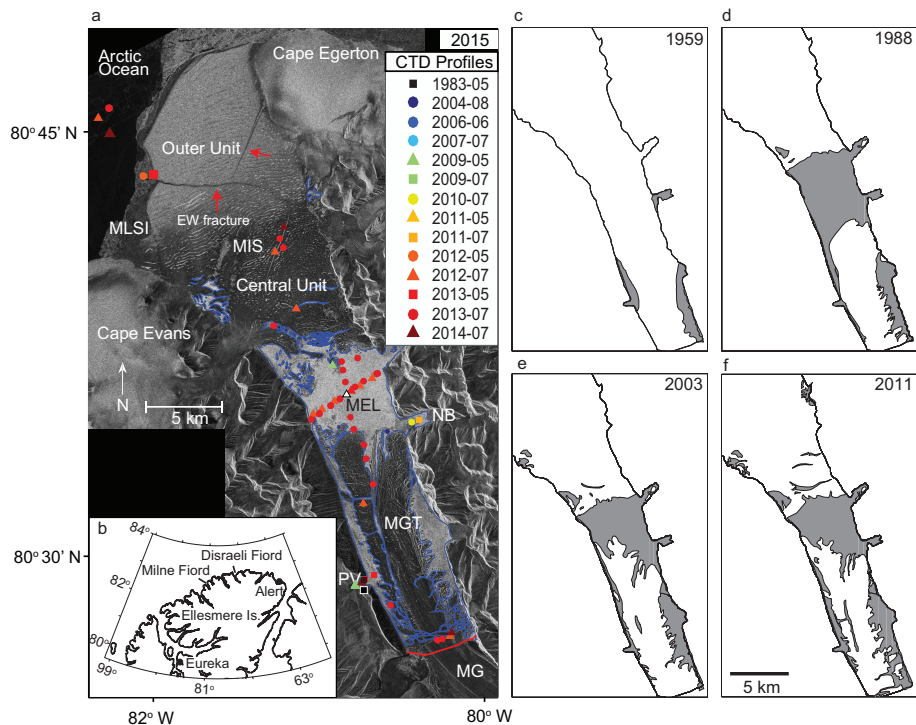 a
2015
Arctic
Ocean
Cape Egerton
CTD Profiles
1983-05
2004-08
2006-06
2007-07
2009-05
2009-07
2010-07
2011-05
2011-07
2012-05
2012-07
2013-05
2013-07
2014-07
80° 45' N
Outer Unit
EW fracture
MLSI
MIS
Central Unit
Cape Evans
N
5 km
MEL
NB
MGT
80° 30' N
PV
MG
b
84°
82°
80°
99°
81°
63°
Disraeli Fiord
Milne Fiord
Alert
Ellesmere Is.
Eureka
82° W
80° W
c
1959
d
1988
e
2003
f
2011
5 km